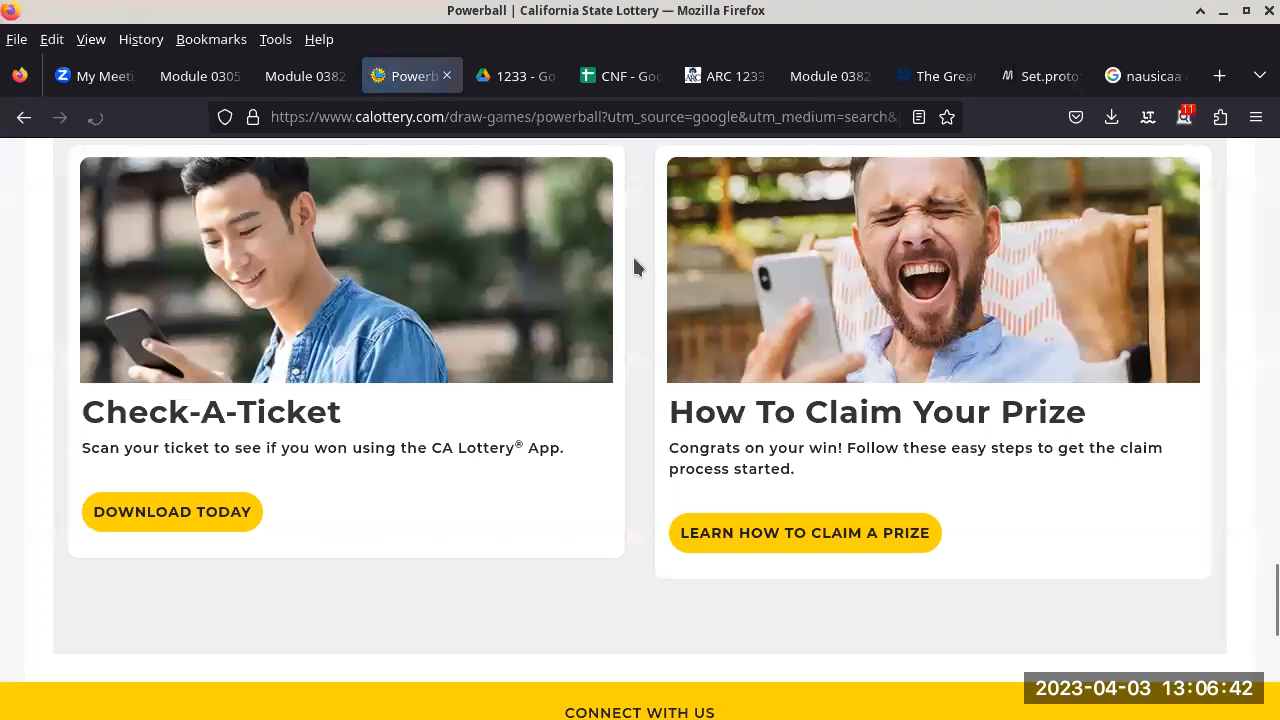 Powerball | California State Lottery — Mozilla Firefox
File Edit View History Bookmarks Tools Help
My Meeti Module 0305 Module 0382 Powerb 1233 - Go CNF - Goo ARC 1233 Module 0382 The Grea Set.proto nausicaa
https://www.calottery.com/draw-games/powerball?utm_source=google&utm_medium=search& 11
Check-A-Ticket
Scan your ticket to see if you won using the CA Lottery® App.
DOWNLOAD TODAY
How To Claim Your Prize
Congrats on your win! Follow these easy steps to get the claim
process started.
LEARN HOW TO CLAIM A PRIZE
2023-04-03 13:06:42
CONNECT WITH US